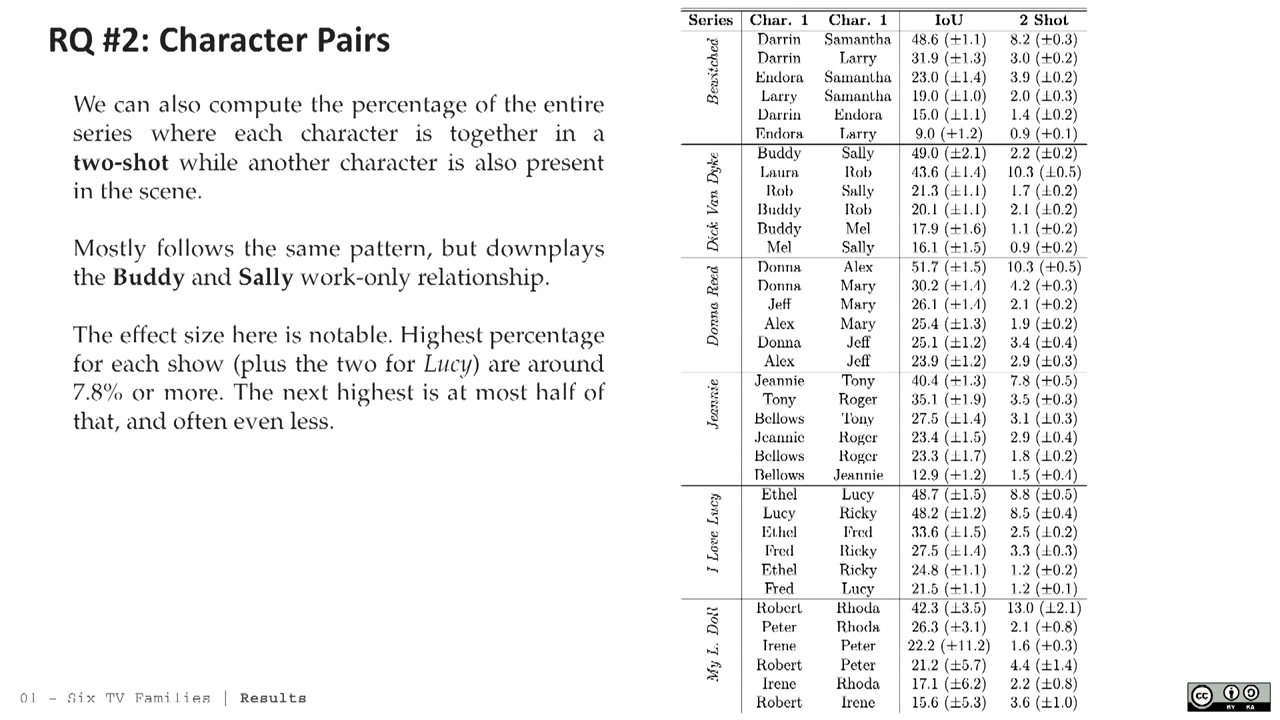 RQ #2: Character Pairs
We can also compute the percentage of the entire
series where each character is together in a
two-shot while another character is also present
in the scene.
Mostly follows the same pattern, but downplays
the Buddy and Sally work-only relationship.
The effect size here is notable. Highest percentage
for each show (plus the two for Lucy) are around
7.8% or more. The next highest is at most half of
that, and often even less.
Series Char. 1 Char. 1 IoU 2 Shot
Bewitched
Darrin Samantha 48.6 (±1.1) 8.2 (±0.3)
Darrin Larry 31.9 (±1.3) 3.0 (±0.2)
Endora Samantha 23.0 (±1.4) 3.9 (±0.2)
Larry Samantha 19.0 (±1.0) 2.0 (±0.3)
Darrin Endora 15.0 (±1.1) 1.4 (±0.2)
Endora Larry 9.0 (±1.2) 0.9 (±0.1)
Dick Van Dyke
Buddy Sally 49.0 (±2.1) 2.2 (±0.2)
Laura Rob 43.6 (±1.4) 10.3 (±0.5)
Rob Sally 21.3 (±1.1) 1.7 (±0.2)
Buddy Rob 20.1 (±1.1) 2.1 (±0.2)
Buddy Mel 17.9 (±1.6) 1.1 (±0.2)
Mel Sally 16.1 (±1.5) 0.9 (±0.2)
Donna Reed
Donna Alex 51.7 (±1.5) 10.3 (±0.5)
Donna Mary 30.2 (±1.4) 4.2 (±0.3)
Jeff Mary 26.1 (±1.4) 2.1 (±0.2)
Alex Mary 25.4 (±1.3) 1.9 (±0.2)
Donna Jeff 25.1 (±1.2) 3.4 (±0.4)
Alex Jeff 23.9 (±1.2) 2.9 (±0.3)
Jeannie
Jeannie Tony 40.4 (±1.3) 7.8 (±0.5)
Tony Roger 35.1 (±1.9) 3.5 (±0.3)
Bellows Tony 27.5 (±1.4) 3.1 (±0.3)
Jeannie Roger 23.4 (±1.5) 2.9 (±0.4)
Bellows Roger 23.3 (±1.7) 1.8 (±0.2)
Bellows Jeannie 12.9 (±1.2) 1.5 (±0.4)
I Love Lucy
Ethel Lucy 48.7 (±1.5) 8.8 (±0.5)
Lucy Ricky 48.2 (±1.2) 8.5 (±0.4)
Ethel Fred 33.6 (±1.5) 2.5 (±0.2)
Fred Ricky 27.5 (±1.4) 3.3 (±0.3)
Ethel Ricky 24.8 (±1.1) 1.2 (±0.2)
Fred Lucy 21.5 (±1.1) 1.2 (±0.1)
My L. Doll
Robert Rhoda 42.3 (±3.5) 13.0 (±2.1)
Peter Rhoda 26.3 (±3.1) 2.1 (±0.8)
Irene Peter 22.2 (±11.2) 1.6 (±0.3)
Robert Peter 21.2 (±5.7) 4.4 (±1.4)
Irene Rhoda 17.1 (±6.2) 2.2 (±0.8)
Robert Irene 15.6 (±5.3) 3.6 (±1.0)
01 - Six TV Families | Results
cc